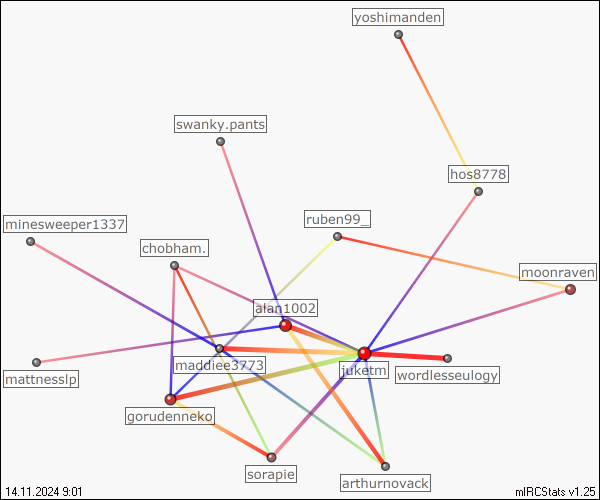 yoshimanden
swanky.pants
hos8778
ruben99_
minesweeper1337
chobham.
moonraven
alan1002
maddiee3773
juketm
wordlesseulogy
mattnesslp
gorudenneko
sorapie
arthurnovack
14.11.2024 9:01
mIRCStats v1.25